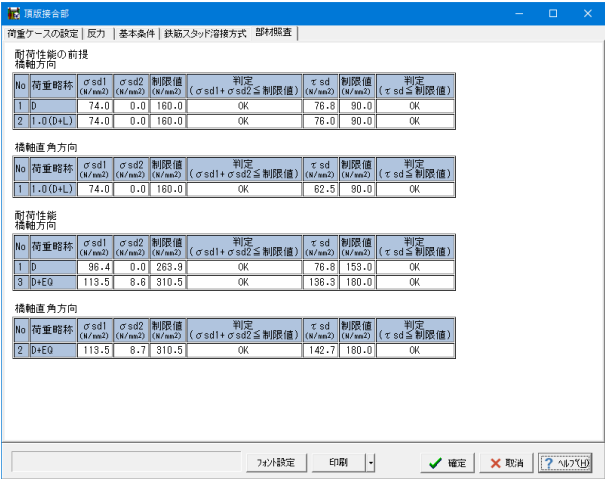 頂版接合部
荷重ケースの設定 反力 基本条件 鉄筋スタッド溶接方式 部材照査
耐荷性能の前提
橋軸方向
No 荷重略称 σsd1 (N/mm2) σsd2 (N/mm2) 制限値 (N/mm2) 判定 (σsd1+σsd2≦制限値) τsd (N/mm2) 制限値 (N/mm2) 判定 (τsd≦制限値)
1 D 74.0 0.0 160.0 OK 76.8 90.0 OK
2 1.0(D+L) 74.0 0.0 160.0 OK 76.0 90.0 OK
橋軸直角方向
No 荷重略称 σsd1 (N/mm2) σsd2 (N/mm2) 制限値 (N/mm2) 判定 (σsd1+σsd2≦制限値) τsd (N/mm2) 制限値 (N/mm2) 判定 (τsd≦制限値)
1 1.0(D+L) 74.0 0.0 160.0 OK 62.5 90.0 OK
耐荷性能
橋軸方向
No 荷重略称 σsd1 (N/mm2) σsd2 (N/mm2) 制限値 (N/mm2) 判定 (σsd1+σsd2≦制限値) τsd (N/mm2) 制限値 (N/mm2) 判定 (τsd≦制限値)
1 D 96.4 0.0 263.9 OK 76.8 153.0 OK
3 D+EQ 113.5 8.6 310.5 OK 136.3 180.0 OK
橋軸直角方向
No 荷重略称 σsd1 (N/mm2) σsd2 (N/mm2) 制限値 (N/mm2) 判定 (σsd1+σsd2≦制限値) τsd (N/mm2) 制限値 (N/mm2) 判定 (τsd≦制限値)
2 D+EQ 113.5 8.7 310.5 OK 142.7 180.0 OK
ﾌｫﾝﾄ設定 印刷 確定 取消 ? ﾍﾙﾌﾟ(H)